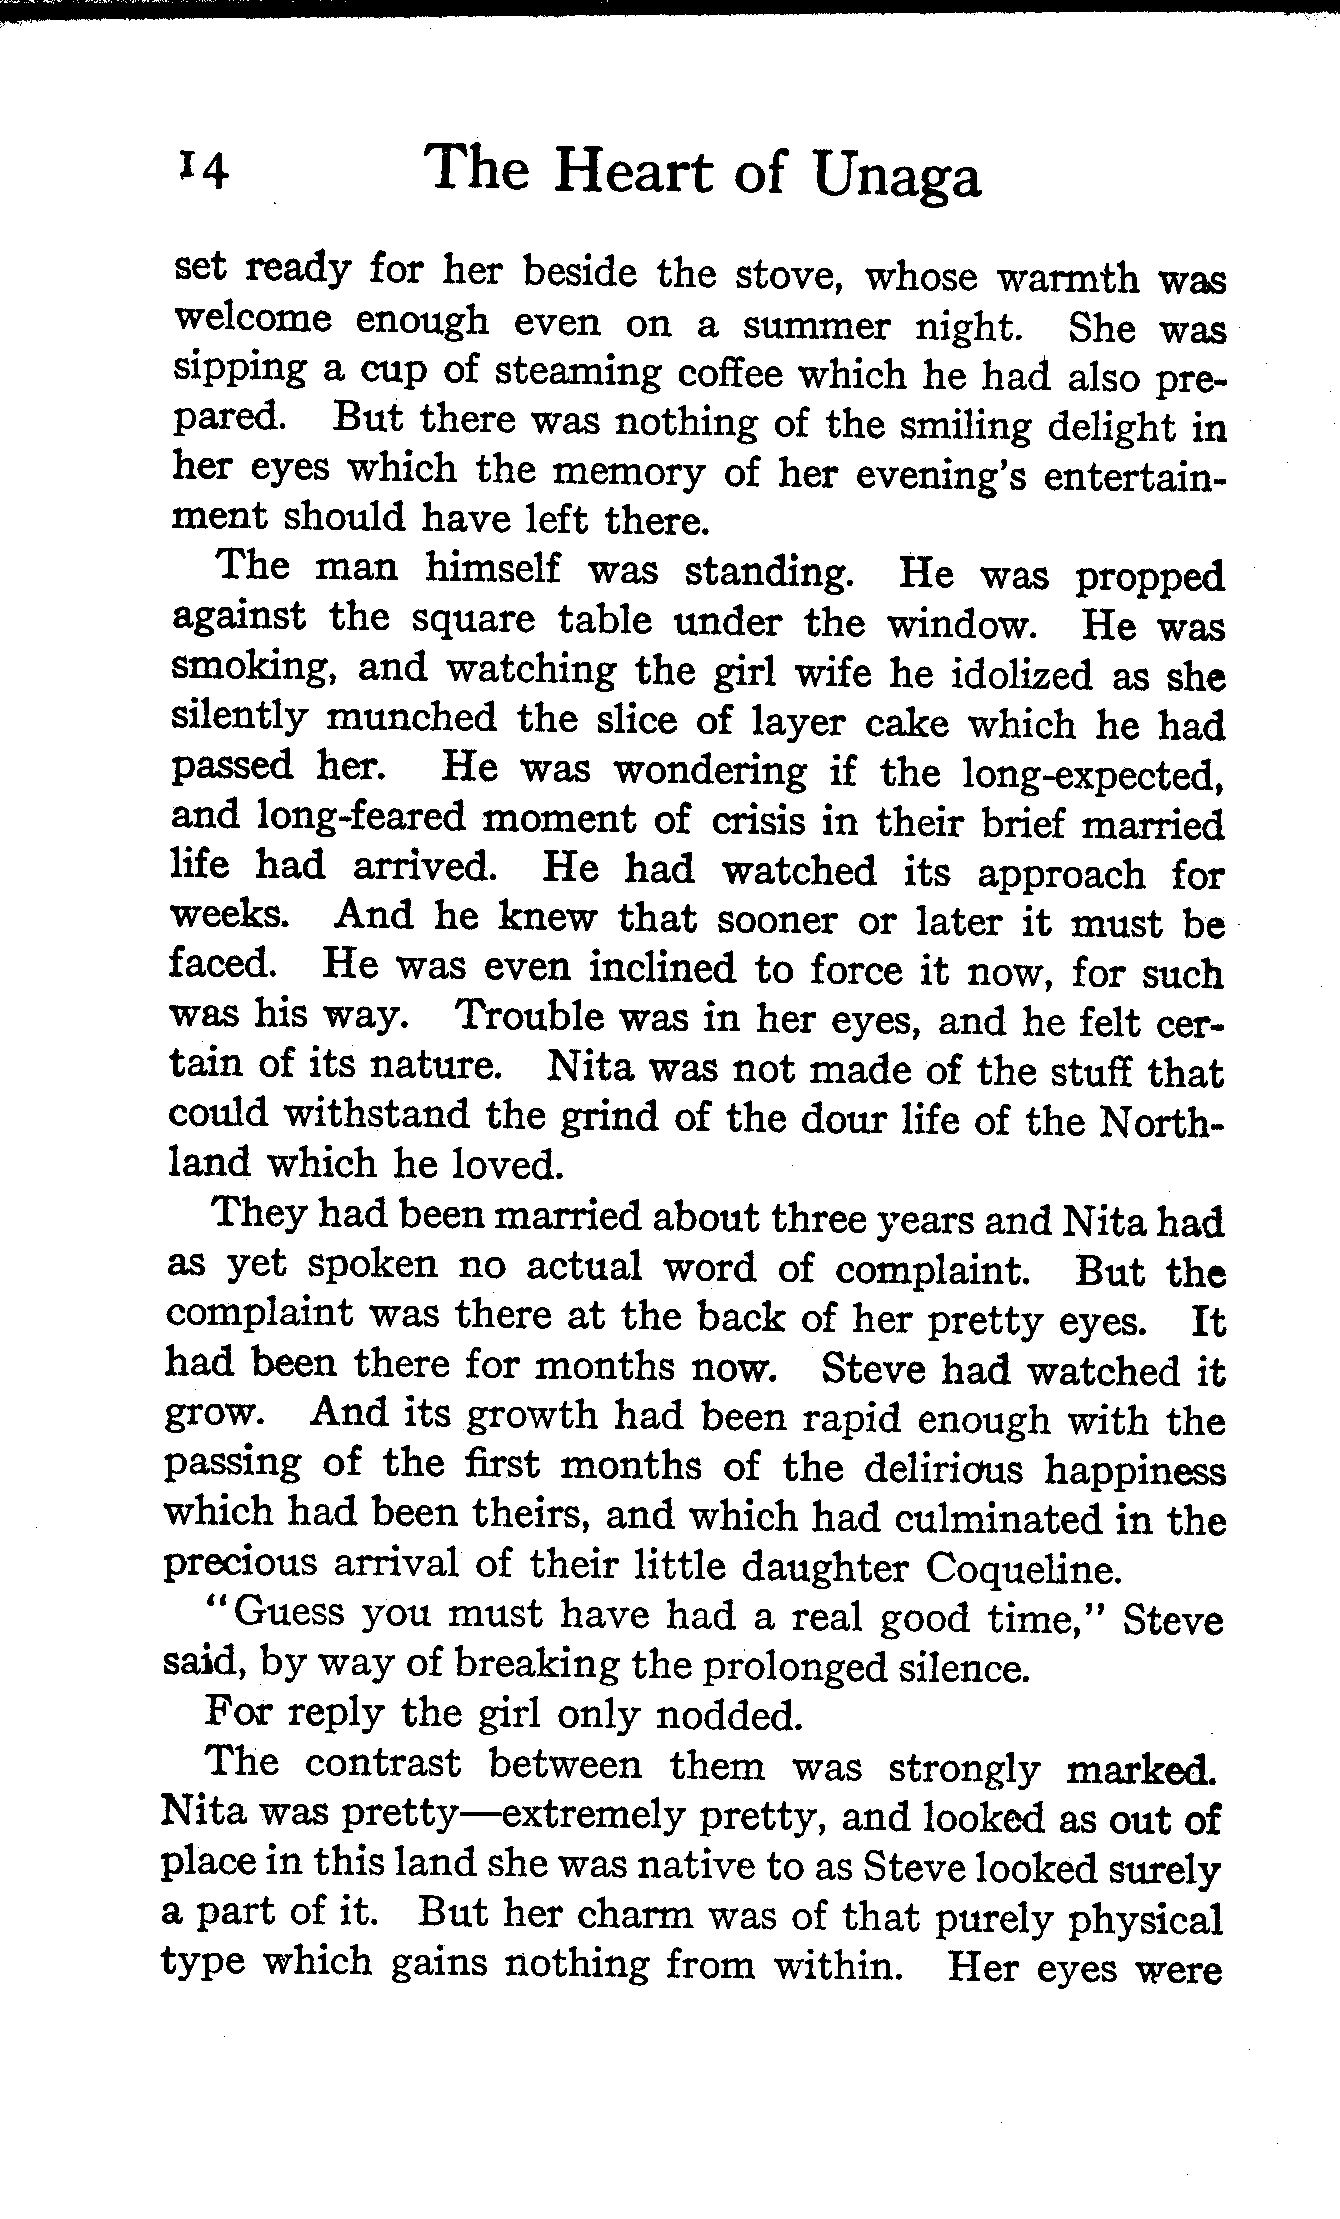 14 The Heart of Unaga
set ready for her beside the stove, whose warmth was
welcome enough even on a summer night. She was
sipping a cup of steaming coffee which he had also pre-
pared. But there was nothing of the smiling delight in
her eyes which the memory of her evening's entertain-
ment should have left there.
The man himself was standing. He was propped
against the square table under the window. He was
smoking, and watching the girl wife he idolized as she
silently munched the slice of layer cake which he had
passed her. He was wondering if the long-expected,
and long-feared moment of crisis in their brief married
life had arrived. He had watched its approach for
weeks. And he knew that sooner or later it must be
faced. He was even inclined to force it now, for such
was his way. Trouble was in her eyes, and he felt cer-
tain of its nature. Nita was not made of the stuff that
could withstand the grind of the dour life of the North-
land which he loved.
They had been married about three years and Nita had
as yet spoken no actual word of complaint. But the
complaint was there at the back of her pretty eyes. It
had been there for months now. Steve had watched it
grow. And its growth had been rapid enough with the
passing of the first months of the delirious happiness
which had been theirs, and which had culminated in the
precious arrival of their little daughter Coqueline.
"Guess you must have had a real good time," Steve
said, by way of breaking the prolonged silence.
For reply the girl only nodded.
The contrast between them was strongly marked.
Nita was pretty—extremely pretty, and looked as out of
place in this land she was native to as Steve looked surely
a part of it. But her charm was of that purely physical
type which gains nothing from within. Her eyes were